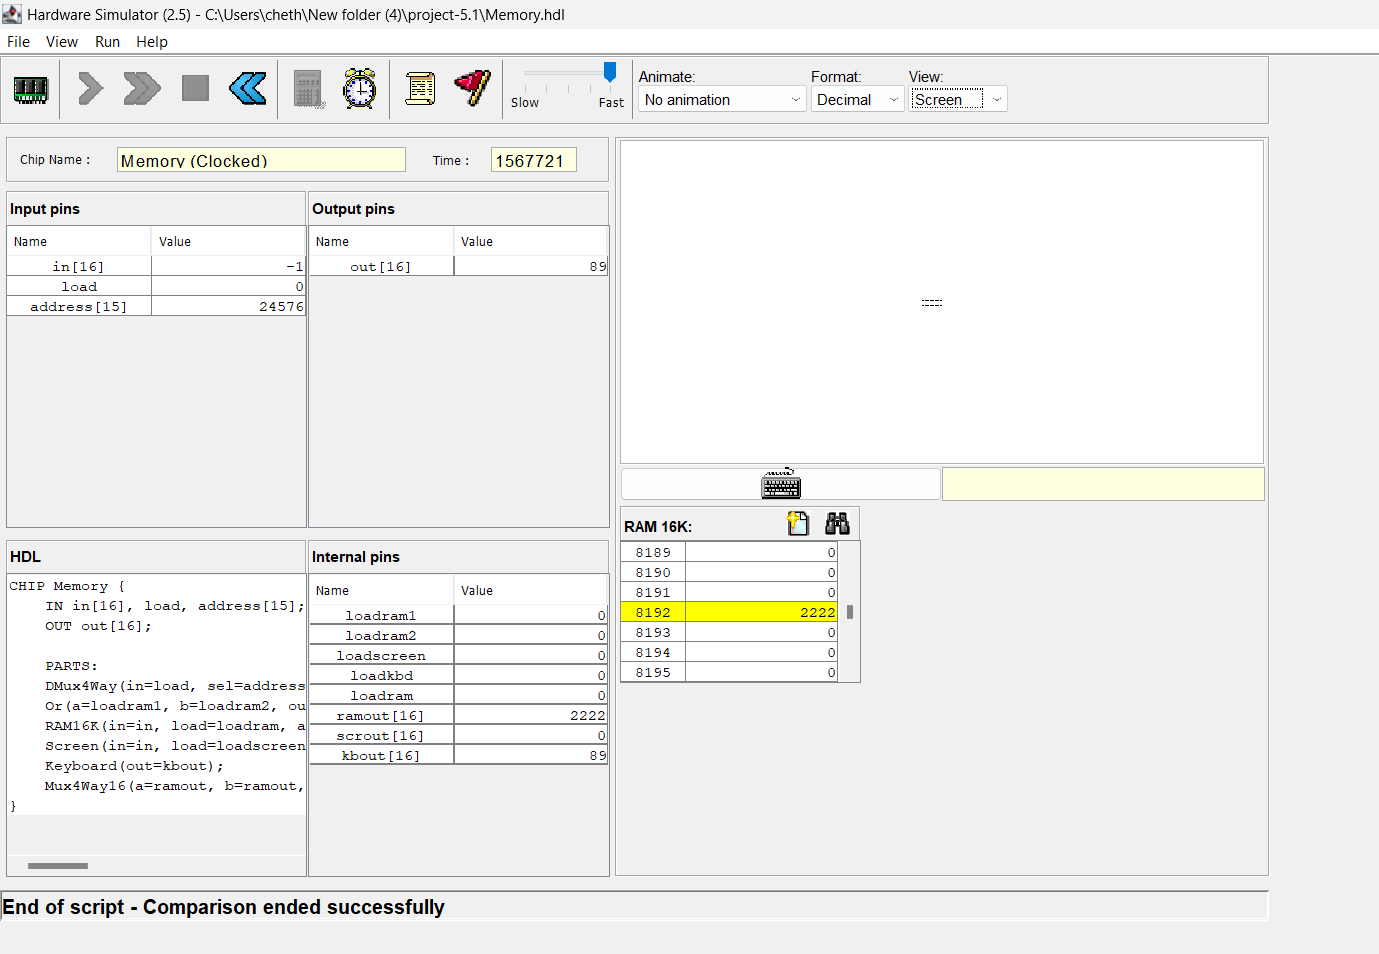 Hardware Simulator (2.5) - C:\Users\cheth\New folder (4)\project-5.1\Memory.hdl
File View Run Help
Slow Fast
Animate: Format: View:
No animation Decimal Screen
Chip Name : Memory (Clocked) Time : 1567721
Input pins
Name Value
in[16] -1
load 0
address[15] 24576
Output pins
Name Value
out[16] 89
HDL
CHIP Memory {
    IN in[16], load, address[15];
    OUT out[16];
    PARTS:
    DMux4Way(in=load, sel=address
    Or(a=loadram1, b=loadram2, ou
    RAM16K(in=in, load=loadram, a
    Screen(in=in, load=loadscreen
    Keyboard(out=kbout);
    Mux4Way16(a=ramout, b=ramout,
}
Internal pins
Name Value
loadram1 0
loadram2 0
loadscreen 0
loadkbd 0
loadram 0
ramout[16] 2222
scrout[16] 0
kbout[16] 89
RAM 16K:
8189 0
8190 0
8191 0
8192 2222
8193 0
8194 0
8195 0
End of script - Comparison ended successfully